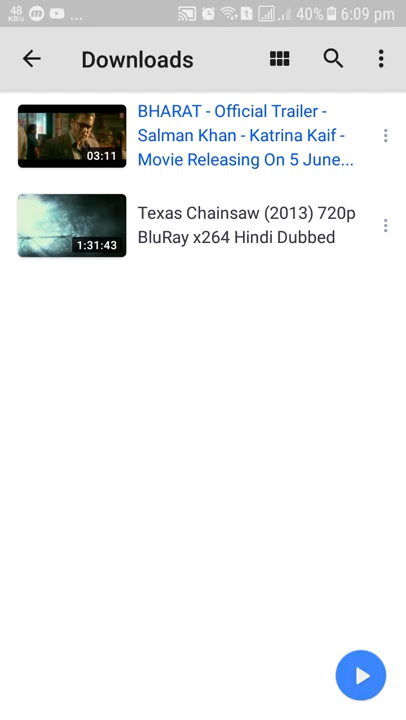 48
KB/s
...
1
40%
6:09 pm
Downloads
BHARAT - Official Trailer -
Salman Khan - Katrina Kaif -
Movie Releasing On 5 June...
03:11
Texas Chainsaw (2013) 720p
BluRay x264 Hindi Dubbed
1:31:43